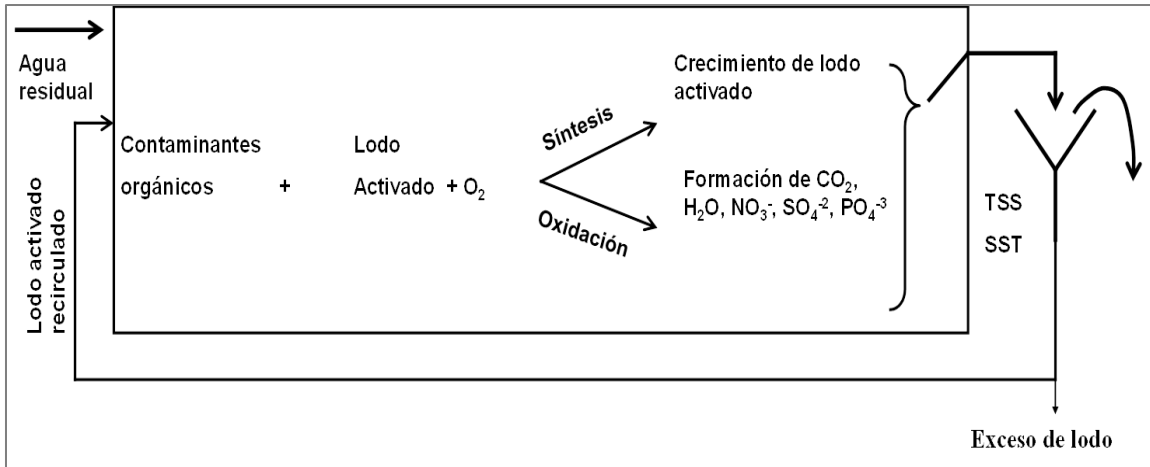 Agua
residual
Lodo activado
recirculado
Contaminantes
orgánicos
+
Lodo
Activado + O₂
Síntesis
Oxidación
Crecimiento de lodo
activado
Formación de CO₂,
H₂O, NO₃⁻, SO₄⁻², PO₄⁻³
TSS
SST
Exceso de lodo